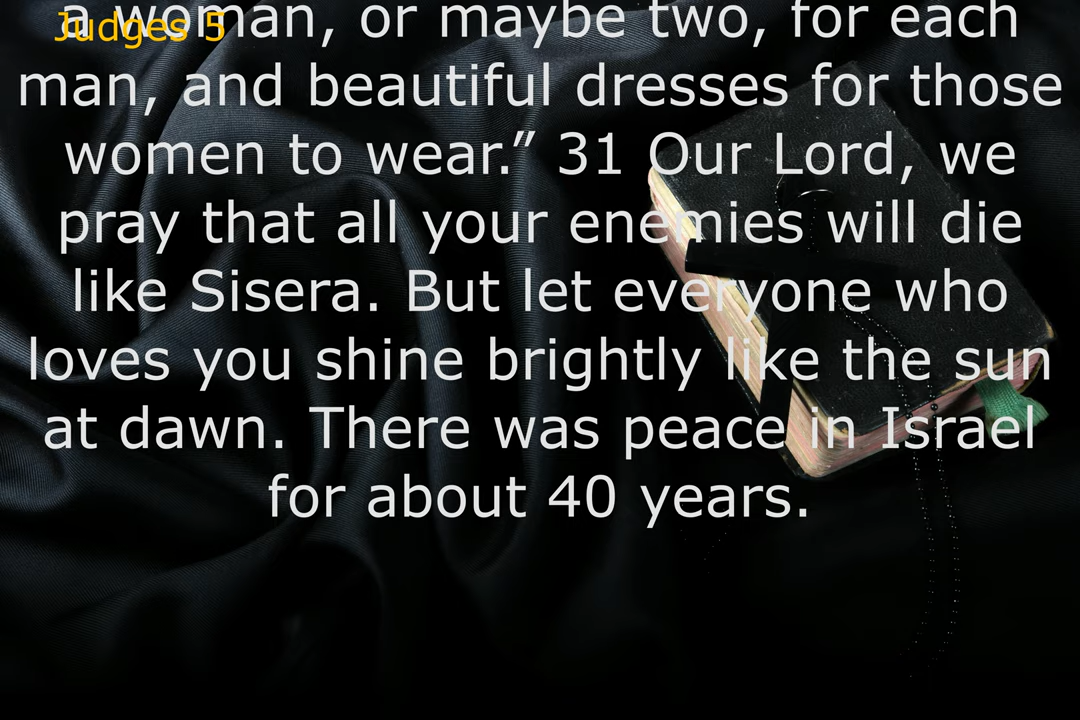 Judges 5
a woman, or maybe two, for each
man, and beautiful dresses for those
women to wear.” 31 Our Lord, we
pray that all your enemies will die
like Sisera. But let everyone who
loves you shine brightly like the sun
at dawn. There was peace in Israel
for about 40 years.